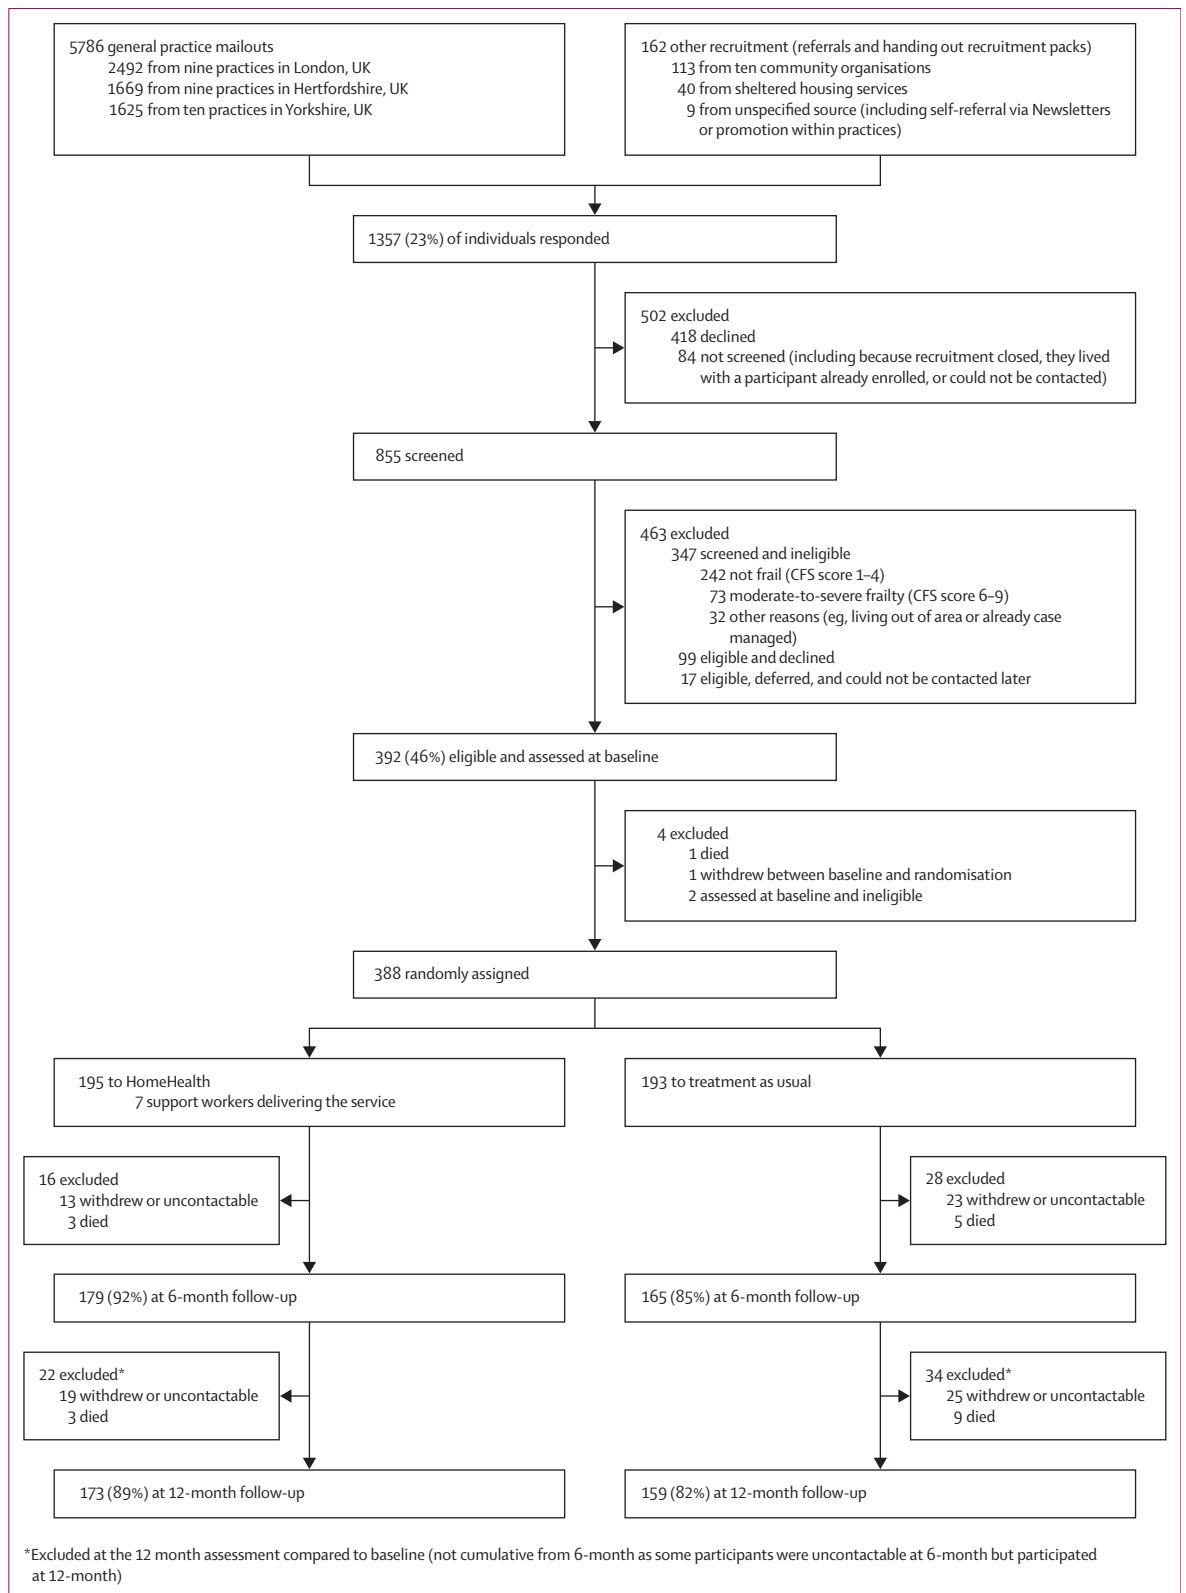 5786 general practice mailouts
2492 from nine practices in London, UK
1669 from nine practices in Hertfordshire, UK
1625 from ten practices in Yorkshire, UK
162 other recruitment (referrals and handing out recruitment packs)
113 from ten community organisations
40 from sheltered housing services
9 from unspecified source (including self-referral via Newsletters
or promotion within practices)
1357 (23%) of individuals responded
502 excluded
418 declined
84 not screened (including because recruitment closed, they lived
with a participant already enrolled, or could not be contacted)
855 screened
463 excluded
347 screened and ineligible
242 not frail (CFS score 1–4)
73 moderate-to-severe frailty (CFS score 6–9)
32 other reasons (eg, living out of area or already case
managed)
99 eligible and declined
17 eligible, deferred, and could not be contacted later
392 (46%) eligible and assessed at baseline
4 excluded
1 died
1 withdrew between baseline and randomisation
2 assessed at baseline and ineligible
388 randomly assigned
195 to HomeHealth
7 support workers delivering the service
193 to treatment as usual
16 excluded
13 withdrew or uncontactable
3 died
28 excluded
23 withdrew or uncontactable
5 died
179 (92%) at 6-month follow-up
165 (85%) at 6-month follow-up
22 excluded*
19 withdrew or uncontactable
3 died
34 excluded*
25 withdrew or uncontactable
9 died
173 (89%) at 12-month follow-up
159 (82%) at 12-month follow-up
*Excluded at the 12 month assessment compared to baseline (not cumulative from 6-month as some participants were uncontactable at 6-month but participated
at 12-month)